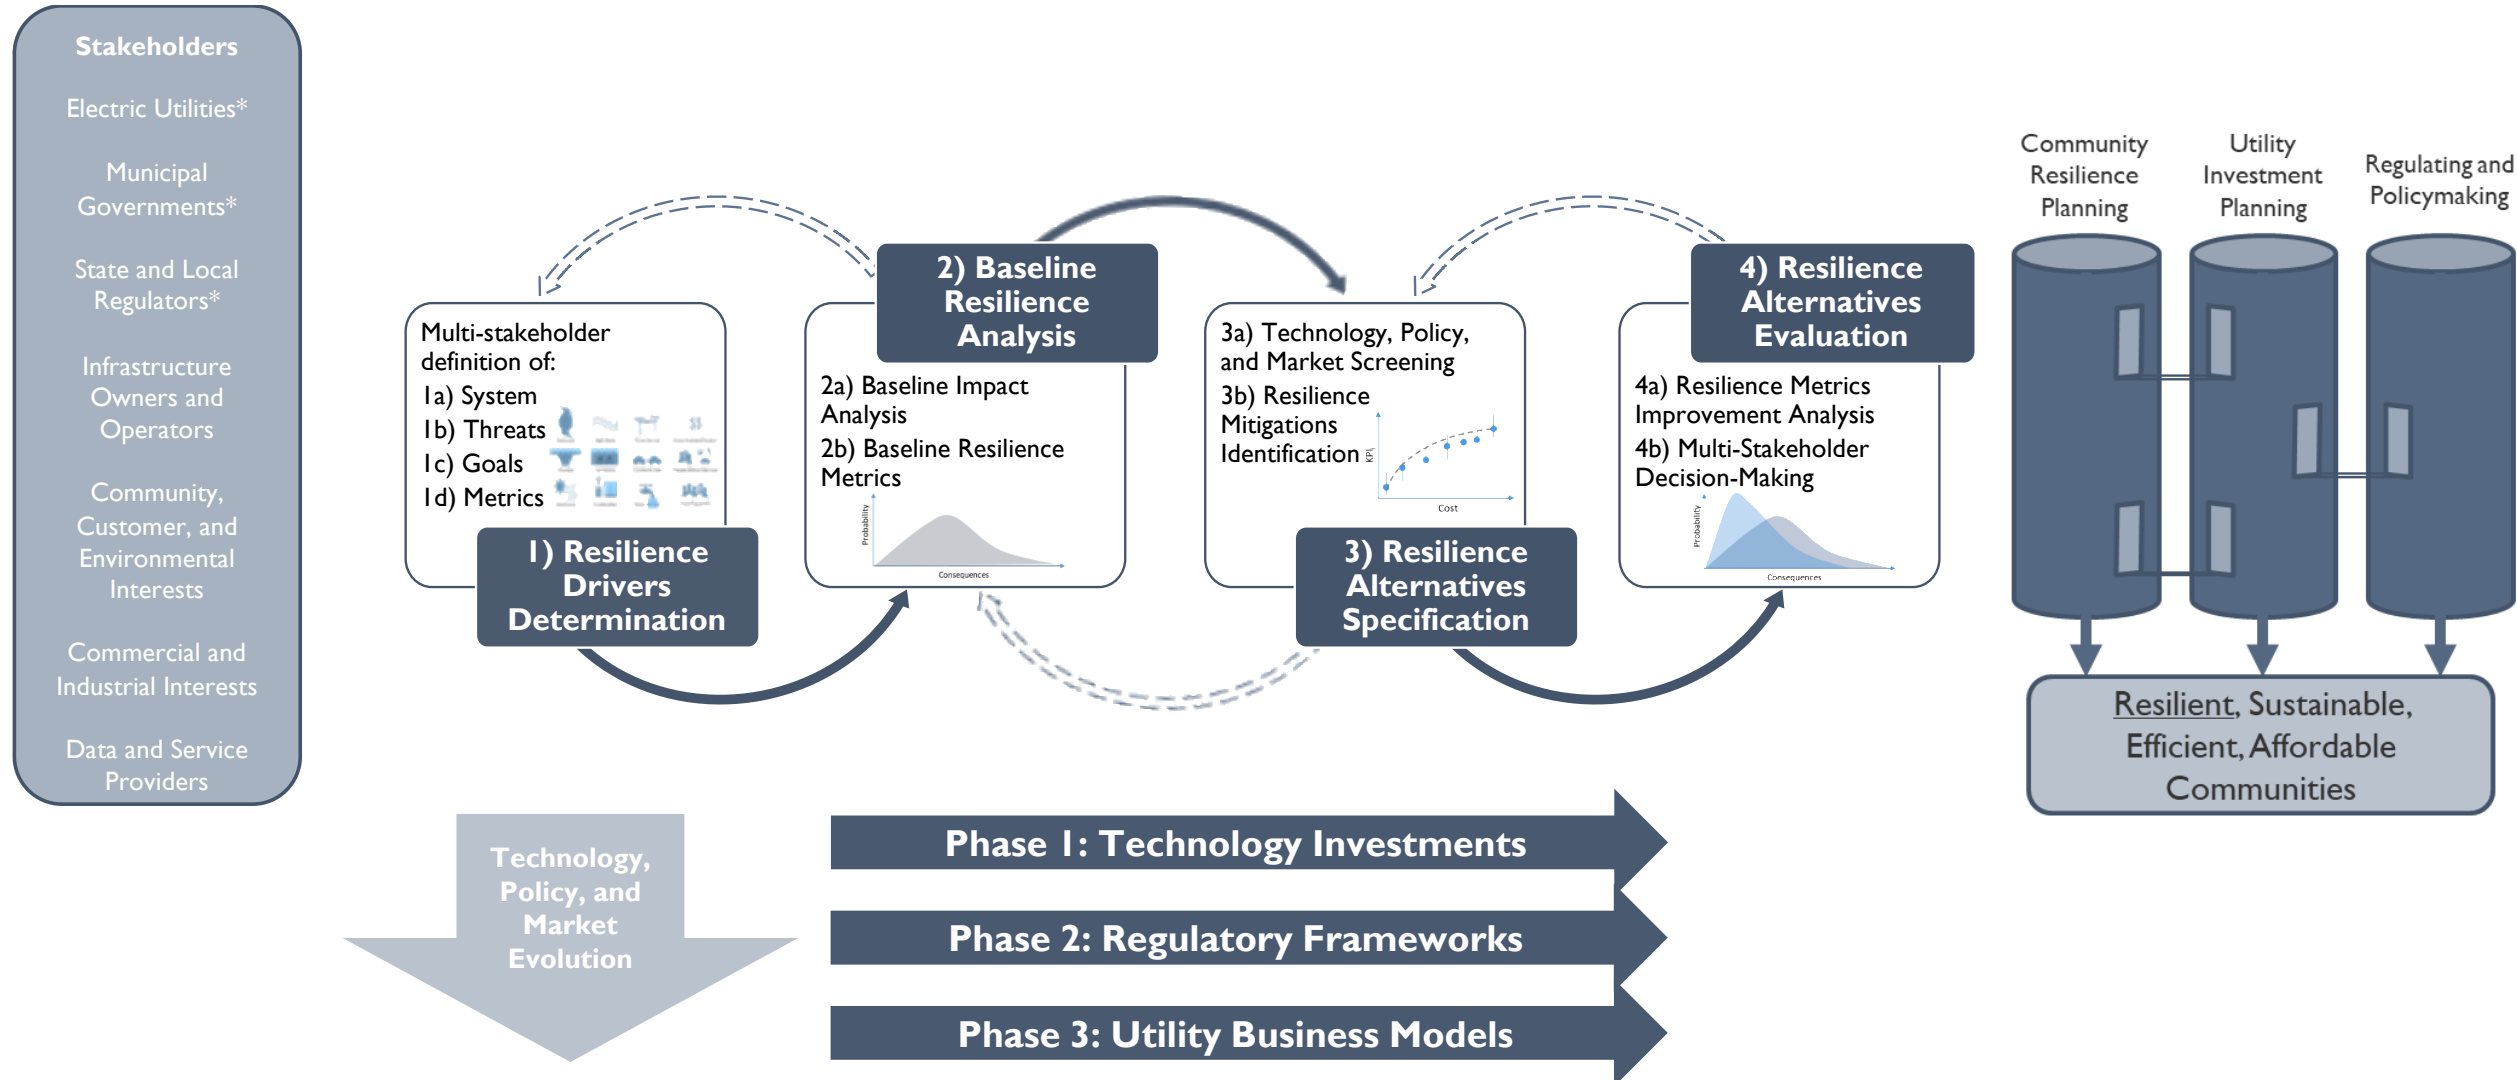 Stakeholders
Electric Utilities*
Municipal
Governments*
State and Local
Regulators*
Infrastructure
Owners and
Operators
Community,
Customer, and
Environmental
Interests
Commercial and
Industrial Interests
Data and Service
Providers
Multi-stakeholder
definition of:
1a) System
1b) Threats
1c) Goals
1d) Metrics
1) Resilience
Drivers
Determination
2) Baseline
Resilience
Analysis
2a) Baseline Impact
Analysis
2b) Baseline Resilience
Metrics
Probability
Consequences
3a) Technology, Policy,
and Market Screening
3b) Resilience
Mitigations
Identification
KPI
Cost
3) Resilience
Alternatives
Specification
4) Resilience
Alternatives
Evaluation
4a) Resilience Metrics
Improvement Analysis
4b) Multi-Stakeholder
Decision-Making
Probability
Consequences
Community
Resilience
Planning
Utility
Investment
Planning
Regulating and
Policymaking
Resilient, Sustainable,
Efficient, Affordable
Communities
Technology,
Policy, and
Market
Evolution
Phase 1: Technology Investments
Phase 2: Regulatory Frameworks
Phase 3: Utility Business Models